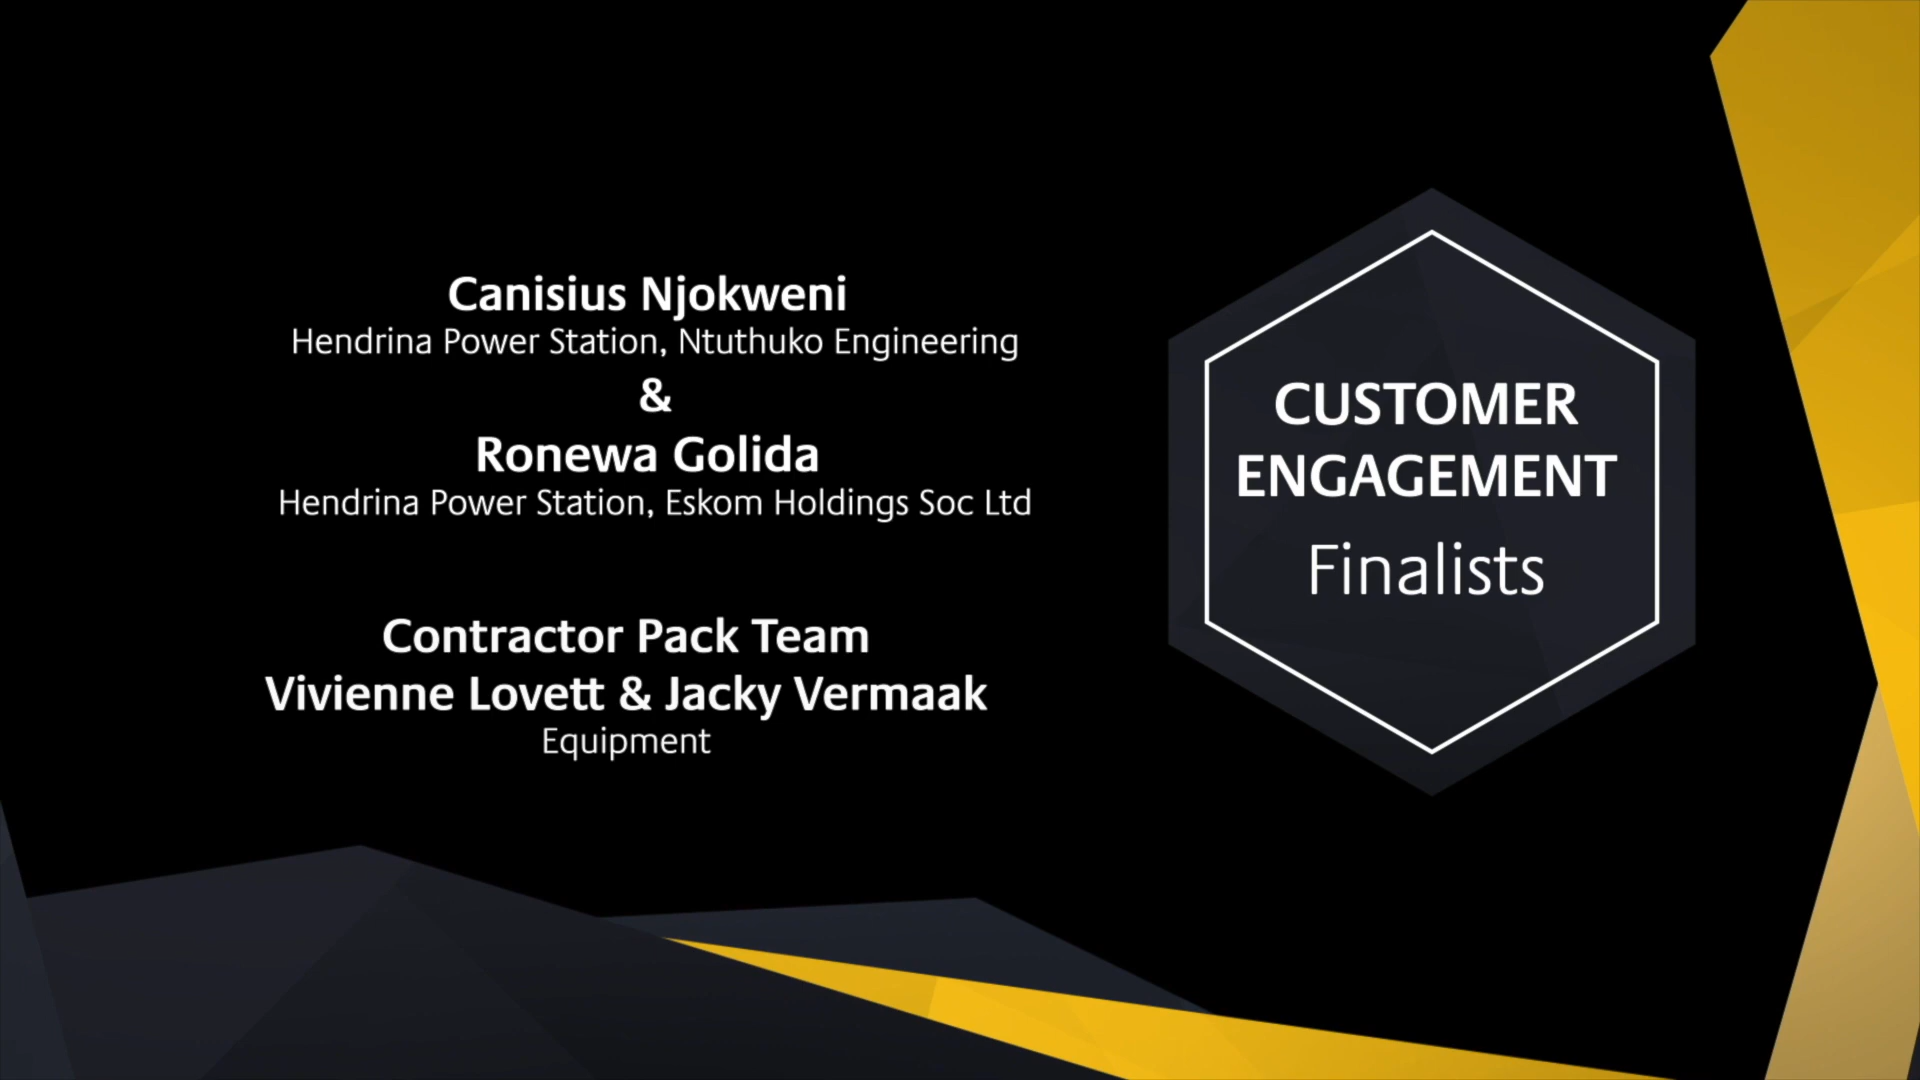 Canisius Njokweni
Hendrina Power Station, Ntuthuko Engineering
&
Ronewa Golida
Hendrina Power Station, Eskom Holdings Soc Ltd
Contractor Pack Team
Vivienne Lovett & Jacky Vermaak
Equipment
CUSTOMER
ENGAGEMENT
Finalists